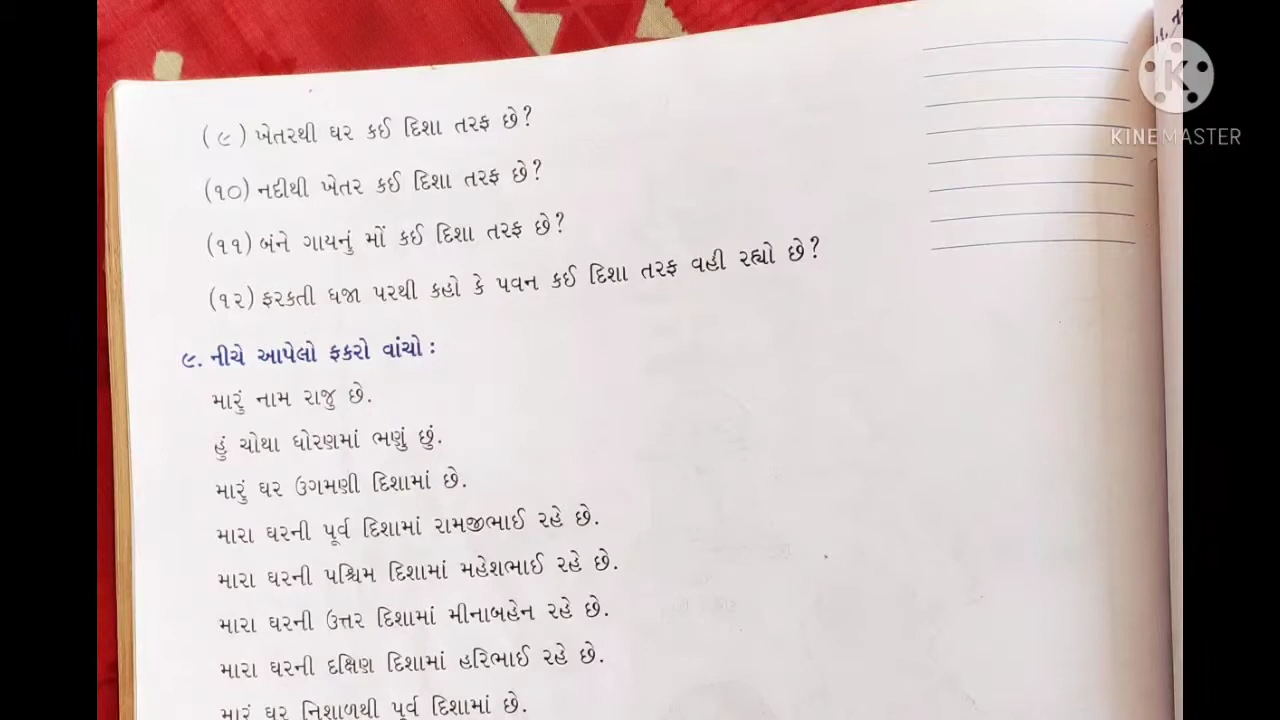 (૯) ખેતરથી ઘર કઈ દિશા તરફ છે?
(૧૦) નદીથી ખેતર કઈ દિશા તરફ છે?
(૧૧) બંને ગાયનું મોં કઈ દિશા તરફ છે?
(૧૨) ફરકતી ધજા પરથી કહો કે પવન કઈ દિશા તરફ વહી રહ્યો છે?
૯. નીચે આપેલો ફકરો વાંચો :
મારું નામ રાજુ છે.
હું ચોથા ધોરણમાં ભણું છું.
મારું ઘર ઉગમણી દિશામાં છે.
મારા ઘરની પૂર્વ દિશામાં રામજીભાઈ રહે છે.
મારા ઘરની પશ્ચિમ દિશામાં મહેશભાઈ રહે છે.
મારા ઘરની ઉત્તર દિશામાં મીનાબહેન રહે છે.
મારા ઘરની દક્ષિણ દિશામાં હરિભાઈ રહે છે.
મારું ઘર નિશાળથી પૂર્વ દિશામાં છે.
K
KINEMASTER